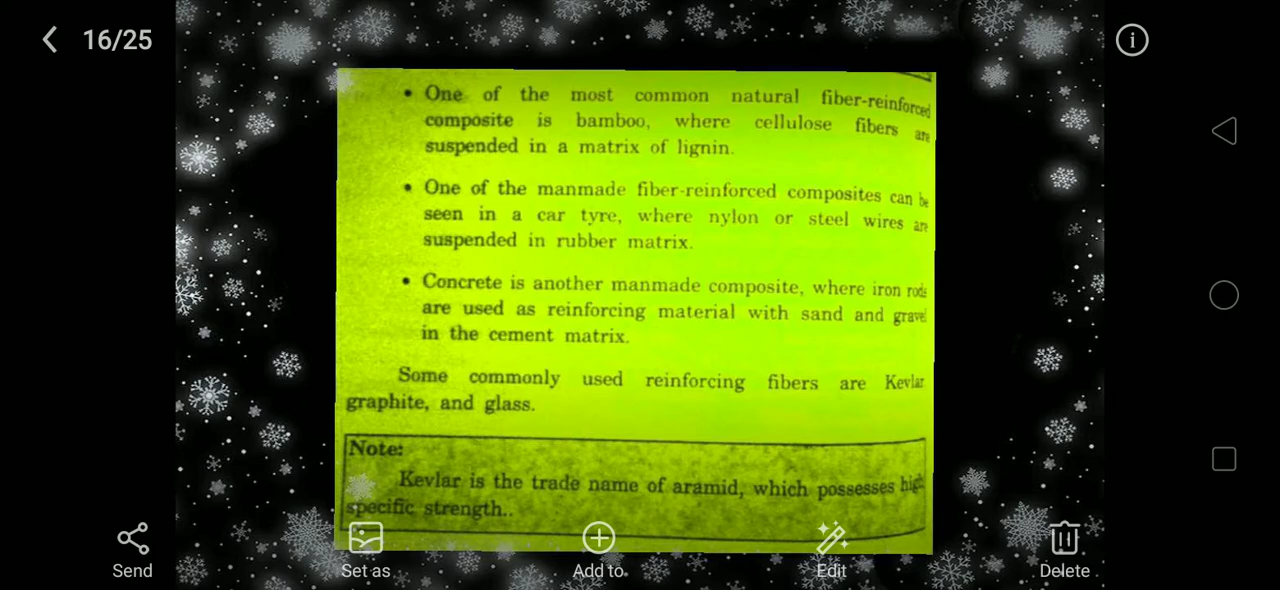 16/25
• One of the most common natural fiber-reinforced
composite is bamboo, where cellulose fibers are
suspended in a matrix of lignin.
• One of the manmade fiber-reinforced composites can be
seen in a car tyre, where nylon or steel wires are
suspended in rubber matrix.
• Concrete is another manmade composite, where iron rods
are used as reinforcing material with sand and gravel
in the cement matrix.
Some commonly used reinforcing fibers are Kevlar
graphite, and glass.
Note:
Kevlar is the trade name of aramid, which possesses high
specific strength..
Send
Set as
Add to
Edit
Delete